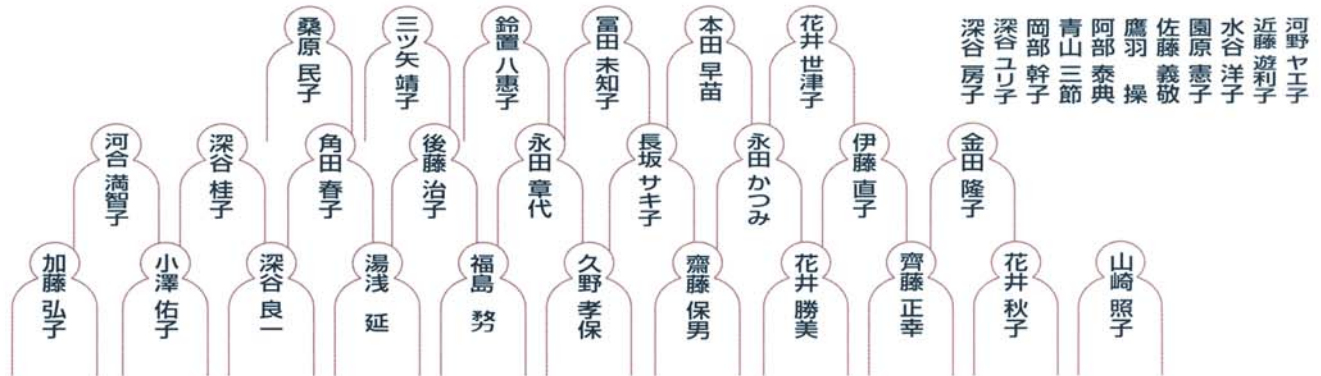 桑原 民子
三ツ矢 靖子
鈴置 八惠子
冨田 未知子
本田 早苗
花井 世津子
河合 満智子
深谷 桂子
角田 春子
後藤 治子
永田 章代
長坂 サキ子
永田 かつみ
伊藤 直子
金田 隆子
加藤 弘子
小澤 佑子
深谷 良一
湯浅 延
福島 努
久野 孝保
齋藤 保男
花井 勝美
齊藤 正幸
花井 秋子
山崎 照子
河野 ヤエ子
近藤 遊利子
水谷 洋子
園原 憲子
佐藤 義敬
鷹羽 操
阿部 泰典
青山 三節
岡部 幹子
深谷 ユリ子
深谷 房子